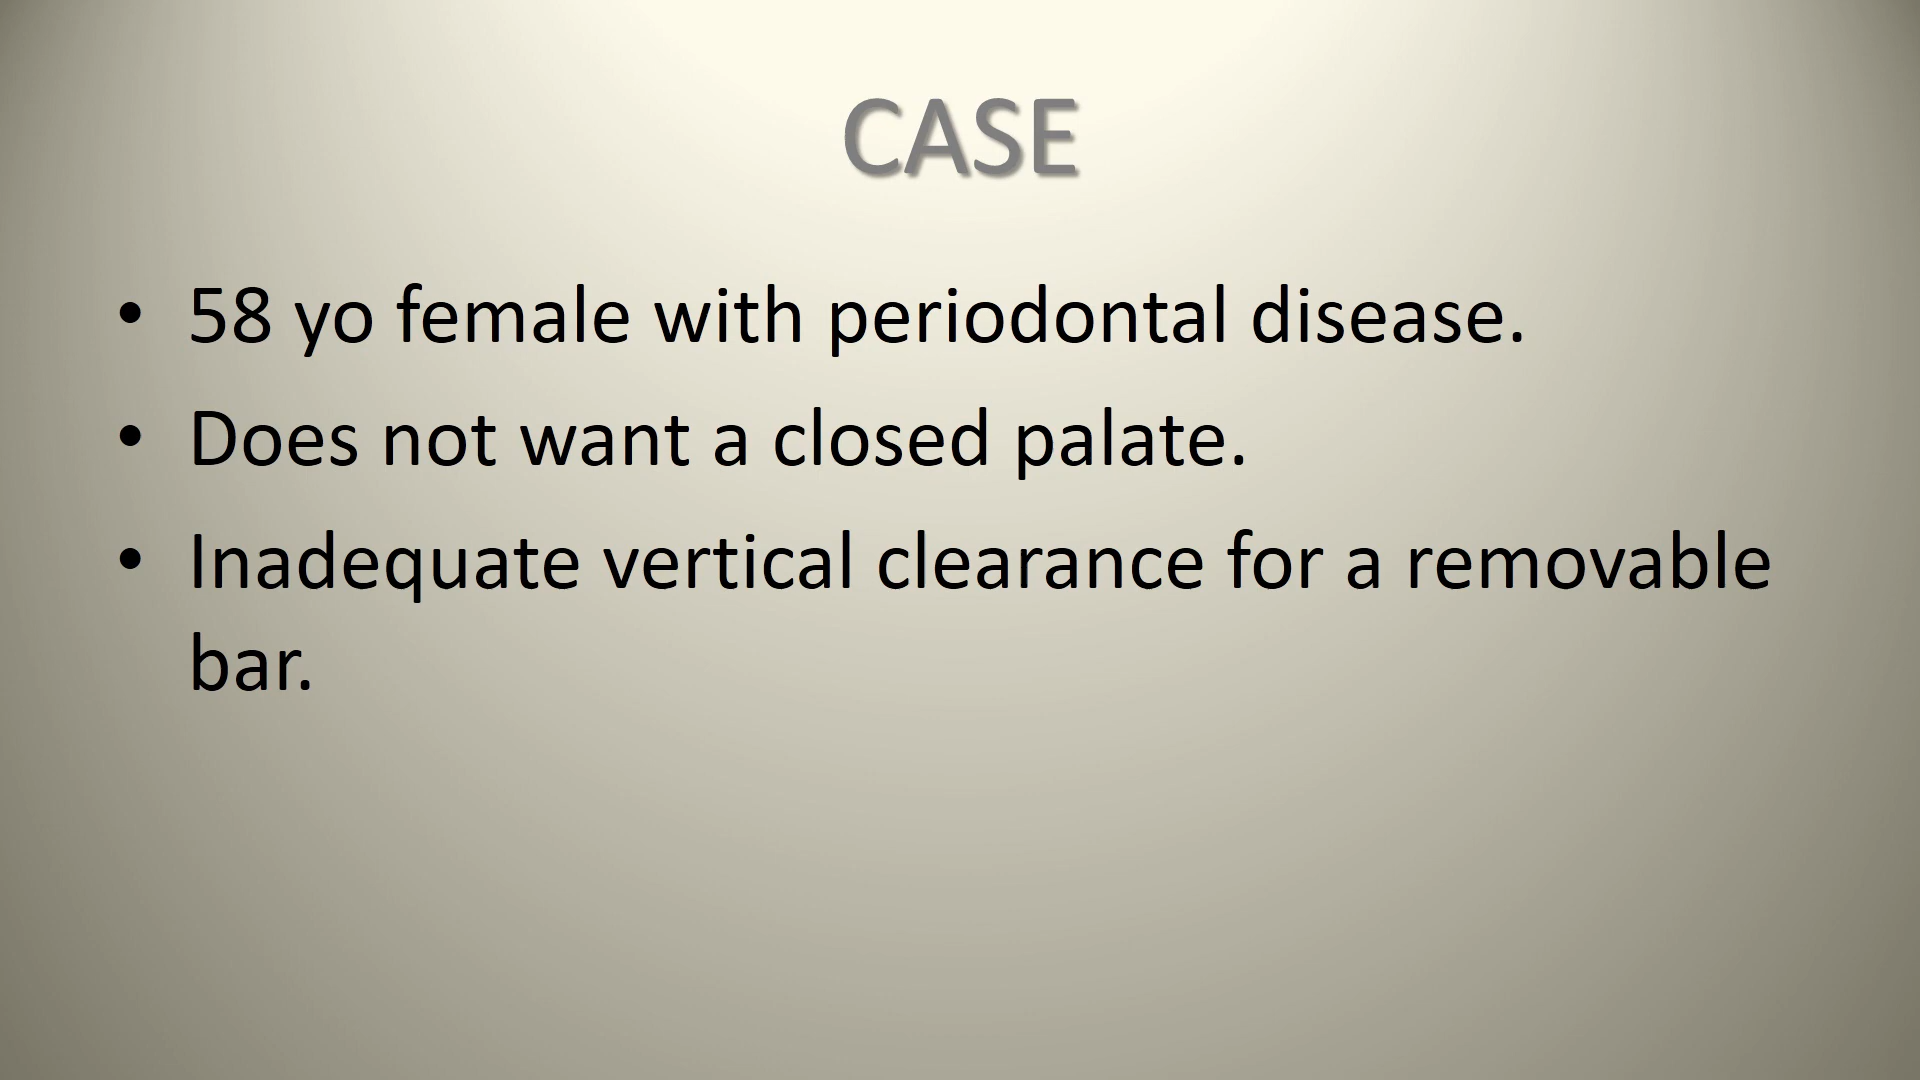 CASE
• 58 yo female with periodontal disease.
• Does not want a closed palate.
• Inadequate vertical clearance for a removable
bar.